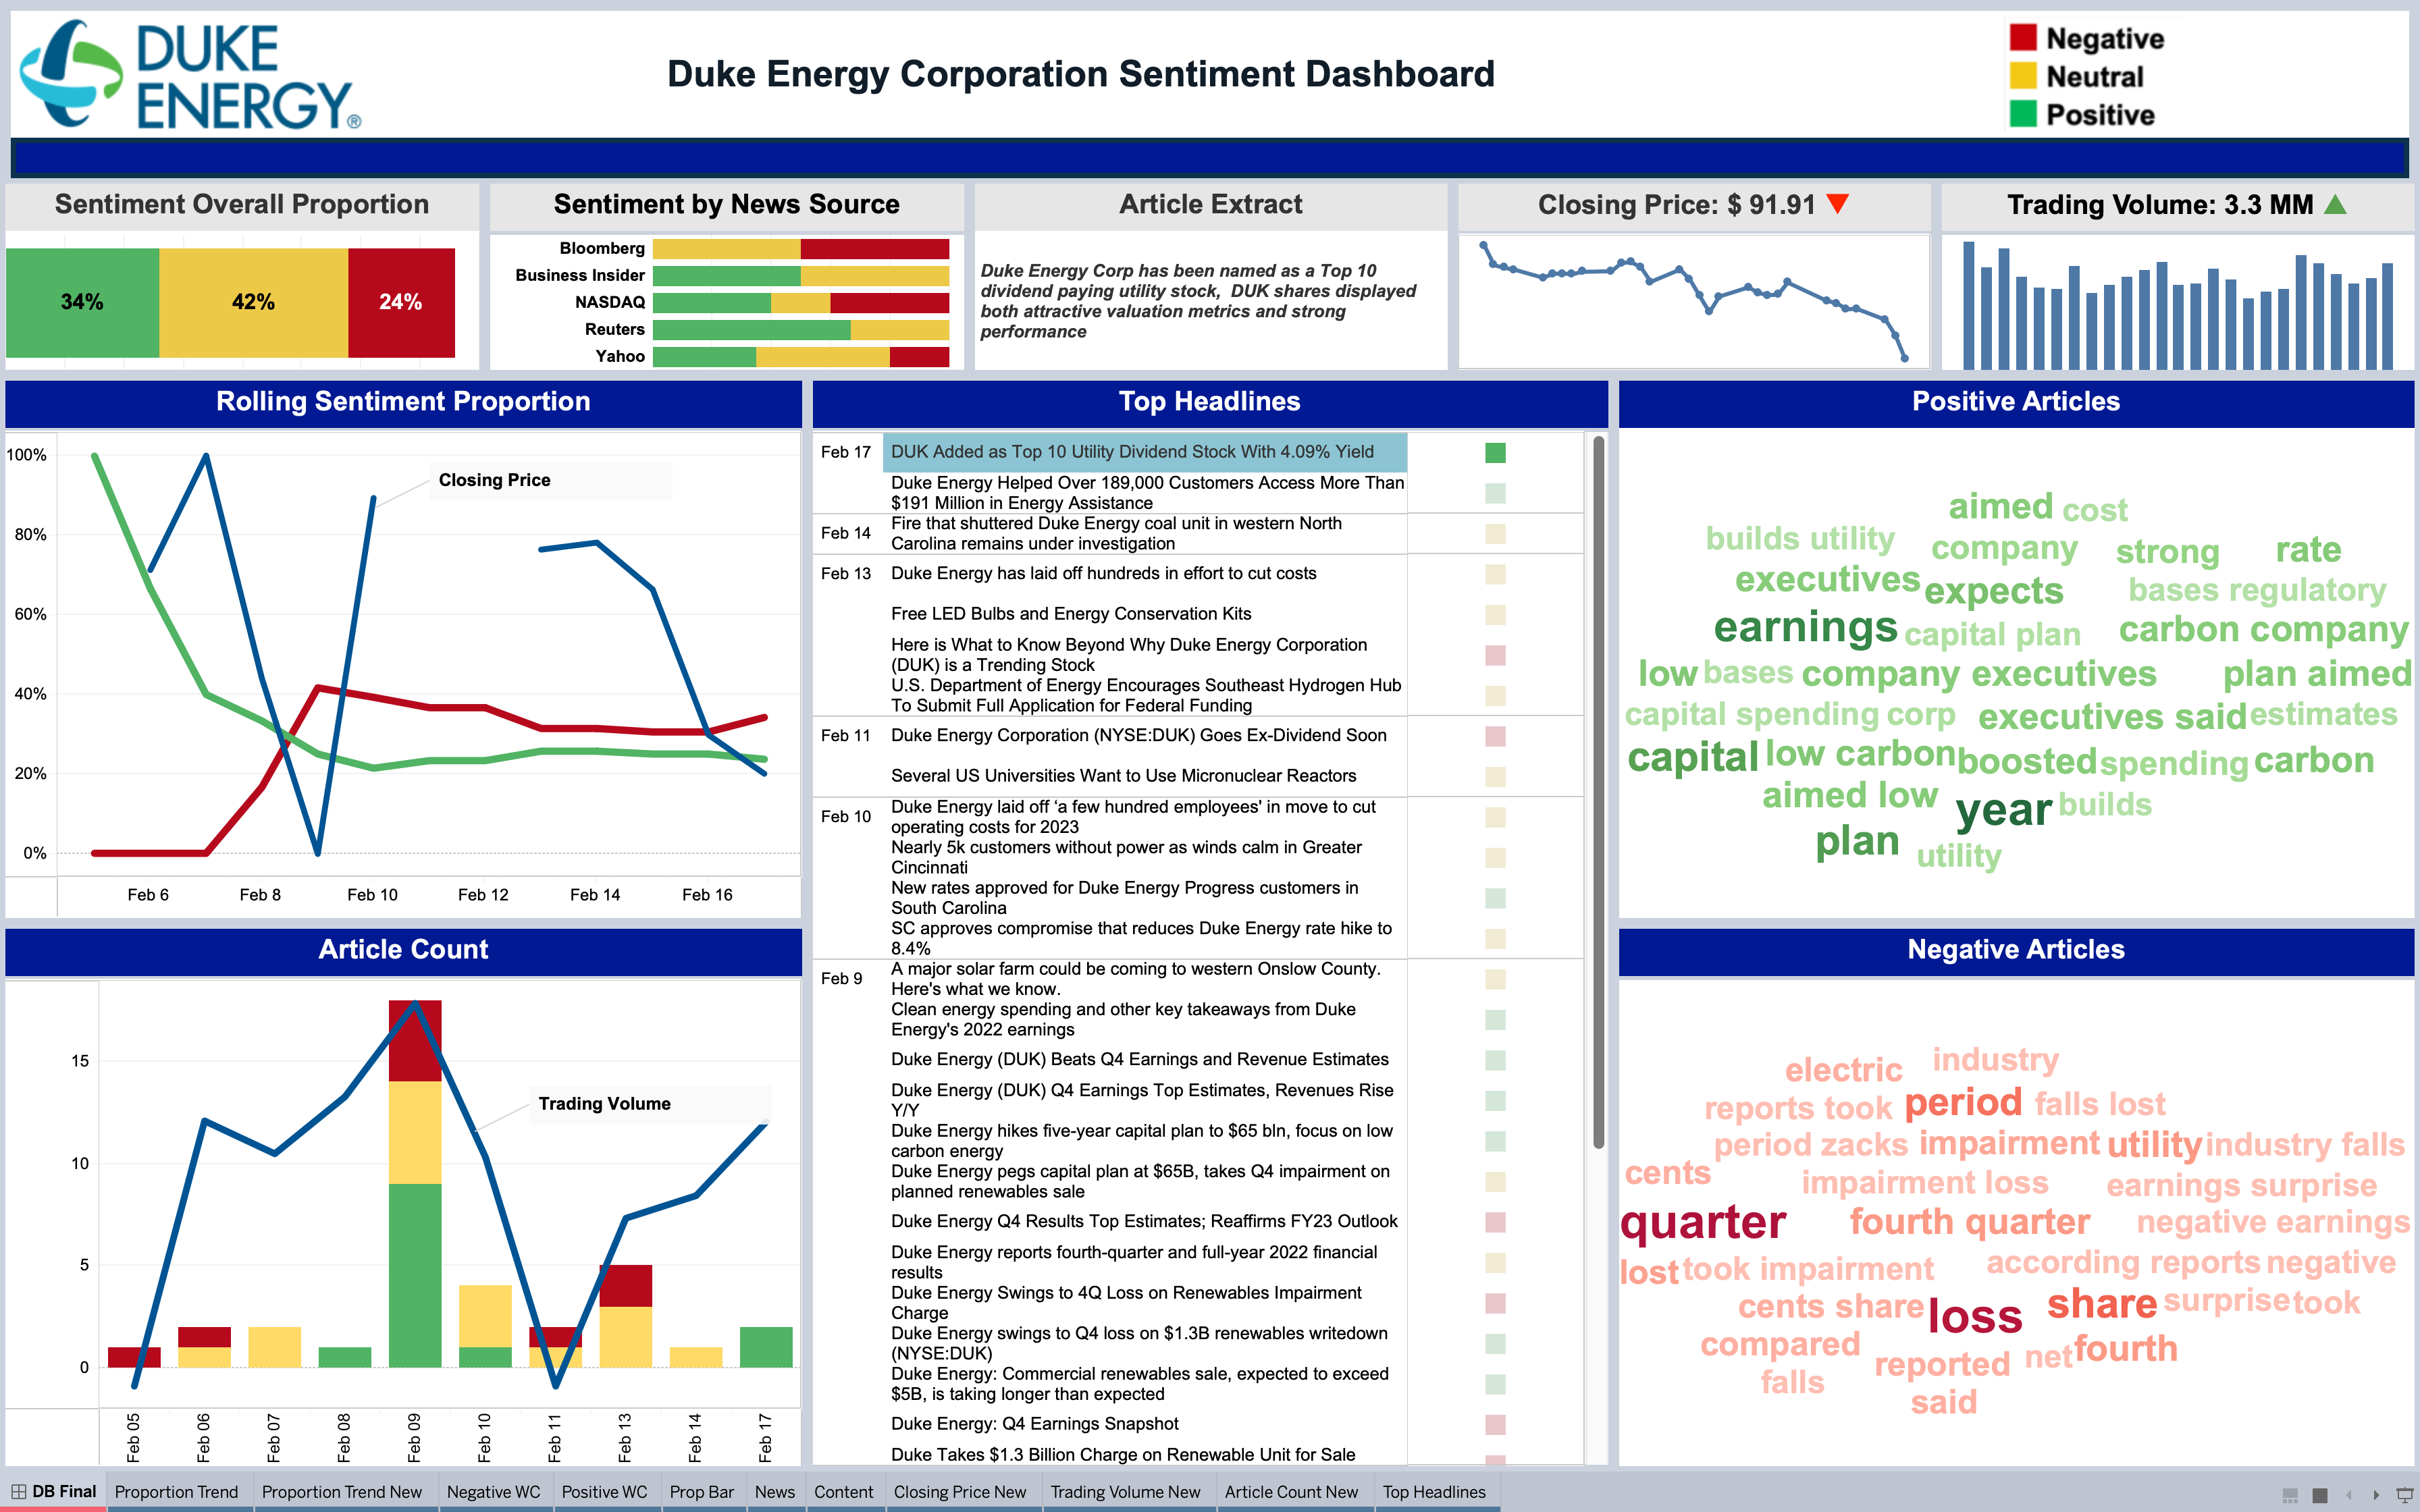 DUKE
ENERGY®
Duke Energy Corporation Sentiment Dashboard
Negative
Neutral
Positive
Sentiment Overall Proportion
34%
42%
24%
Sentiment by News Source
Bloomberg
Business Insider
NASDAQ
Reuters
Yahoo
Article Extract
Duke Energy Corp has been named as a Top 10
dividend paying utility stock, DUK shares displayed
both attractive valuation metrics and strong
performance
Closing Price: $ 91.91
Trading Volume: 3.3 MM
Rolling Sentiment Proportion
100%
80%
60%
40%
20%
0%
Closing Price
Feb 6
Feb 8
Feb 10
Feb 12
Feb 14
Feb 16
Article Count
15
10
5
0
Trading Volume
Feb 05
Feb 06
Feb 07
Feb 08
Feb 09
Feb 10
Feb 11
Feb 13
Feb 14
Feb 17
Top Headlines
Feb 17
DUK Added as Top 10 Utility Dividend Stock With 4.09% Yield
Duke Energy Helped Over 189,000 Customers Access More Than
$191 Million in Energy Assistance
Feb 14
Fire that shuttered Duke Energy coal unit in western North
Carolina remains under investigation
Feb 13
Duke Energy has laid off hundreds in effort to cut costs
Free LED Bulbs and Energy Conservation Kits
Here is What to Know Beyond Why Duke Energy Corporation
(DUK) is a Trending Stock
U.S. Department of Energy Encourages Southeast Hydrogen Hub
To Submit Full Application for Federal Funding
Feb 11
Duke Energy Corporation (NYSE:DUK) Goes Ex-Dividend Soon
Several US Universities Want to Use Micronuclear Reactors
Feb 10
Duke Energy laid off ‘a few hundred employees' in move to cut
operating costs for 2023
Nearly 5k customers without power as winds calm in Greater
Cincinnati
New rates approved for Duke Energy Progress customers in
South Carolina
SC approves compromise that reduces Duke Energy rate hike to
8.4%
Feb 9
A major solar farm could be coming to western Onslow County.
Here's what we know.
Clean energy spending and other key takeaways from Duke
Energy's 2022 earnings
Duke Energy (DUK) Beats Q4 Earnings and Revenue Estimates
Duke Energy (DUK) Q4 Earnings Top Estimates, Revenues Rise
Y/Y
Duke Energy hikes five-year capital plan to $65 bln, focus on low
carbon energy
Duke Energy pegs capital plan at $65B, takes Q4 impairment on
planned renewables sale
Duke Energy Q4 Results Top Estimates; Reaffirms FY23 Outlook
Duke Energy reports fourth-quarter and full-year 2022 financial
results
Duke Energy Swings to 4Q Loss on Renewables Impairment
Charge
Duke Energy swings to Q4 loss on $1.3B renewables writedown
(NYSE:DUK)
Duke Energy: Commercial renewables sale, expected to exceed
$5B, is taking longer than expected
Duke Energy: Q4 Earnings Snapshot
Duke Takes $1.3 Billion Charge on Renewable Unit for Sale
Positive Articles
aimed cost
builds utility company strong rate
executives expects bases regulatory
earnings capital plan carbon company
low bases company executives plan aimed
capital spending corp executives said estimates
capital low carbon boosted spending carbon
aimed low year builds
plan utility
Negative Articles
electric industry
reports took period falls lost
period zacks impairment utility industry falls
cents impairment loss earnings surprise
quarter fourth quarter negative earnings
lost took impairment according reports negative
cents share loss share surprise took
compared reported net fourth
falls
said
DB Final
Proportion Trend
Proportion Trend New
Negative WC
Positive WC
Prop Bar
News
Content
Closing Price New
Trading Volume New
Article Count New
Top Headlines